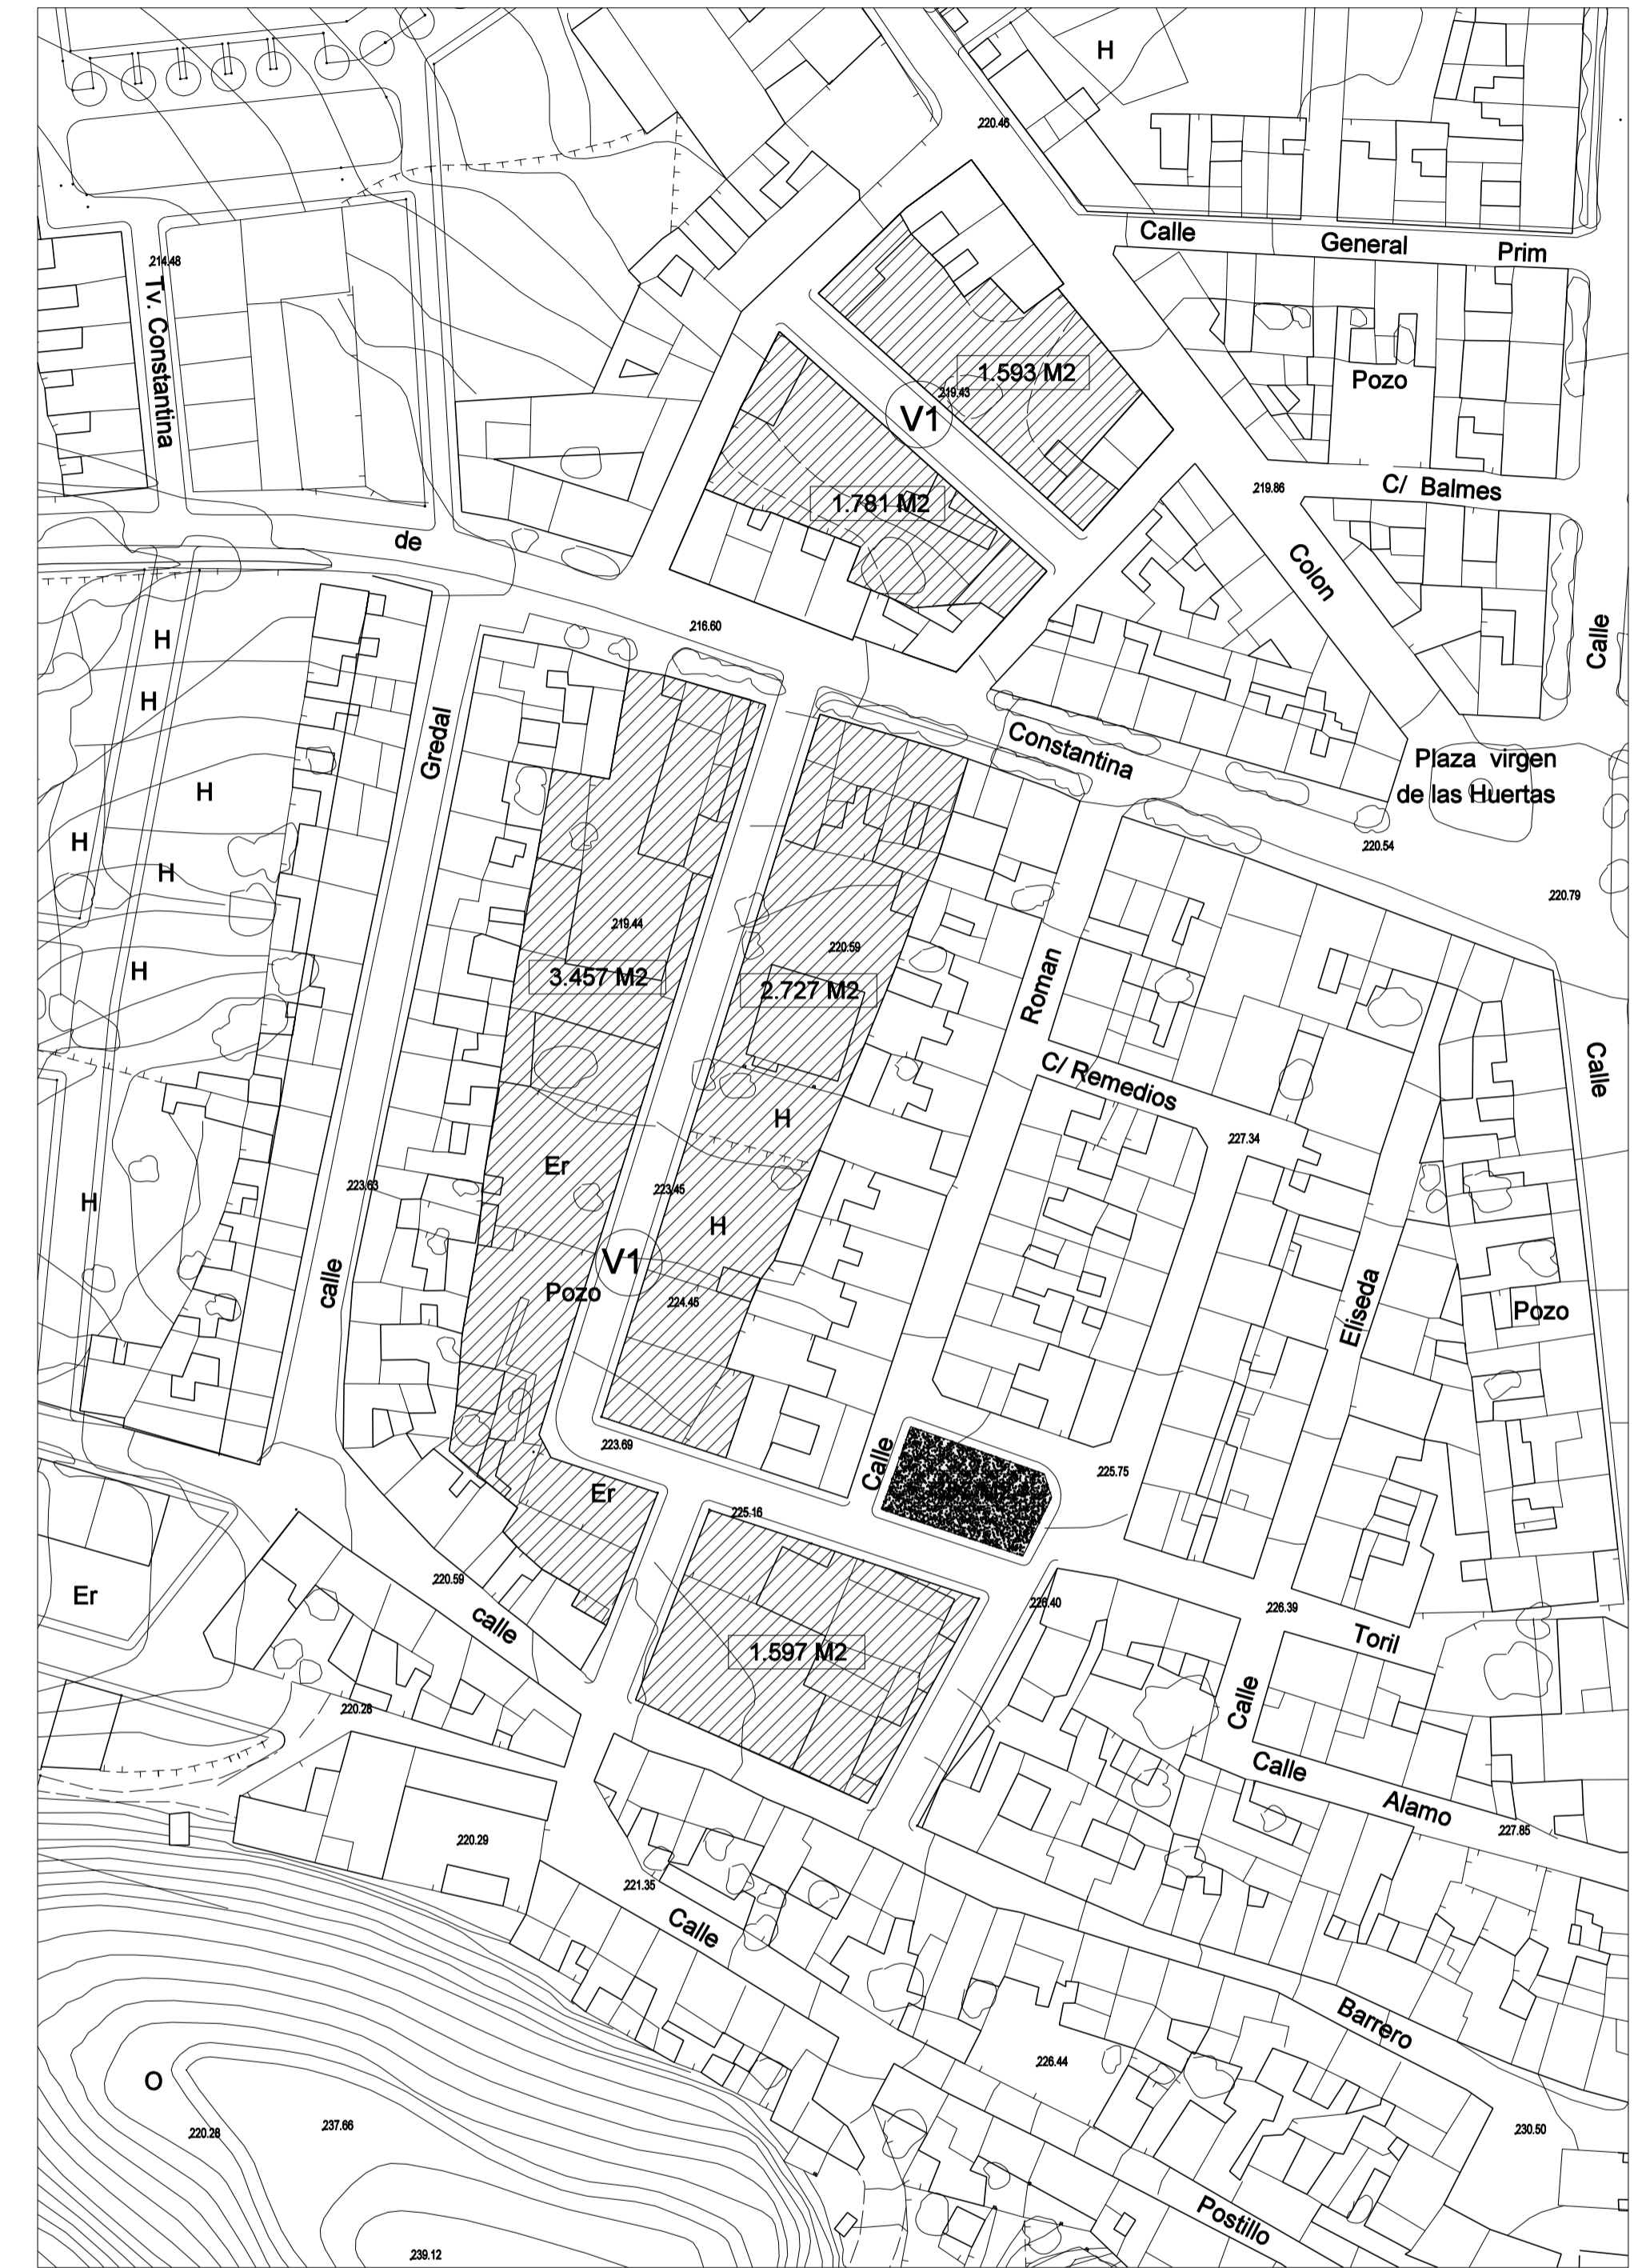 H
220.46
Calle
General
Prim
214.48
Tv. Constantina
1.593 M2
Pozo
219.43
V1
219.86
C/ Balmes
1.781 M2
de
Colon
216.60
Calle
H
H
Gredal
Constantina
Plaza virgen
de las Huertas
H
H
220.54
H
220.79
219.44
220.59
H
3.457 M2
2.727 M2
Roman
C/ Remedios
Calle
H
227.34
Er
223.63
223.45
H
H
V1
calle
Pozo
224.45
Eliseda
Pozo
223.69
Calle
225.75
Er
225.16
Er
220.59
calle
226.40
226.39
Toril
1.597 M2
Calle
220.28
Calle
Alamo
227.85
220.29
221.35
Calle
Barrero
226.44
O
220.28
237.66
230.50
Postillo
239.12